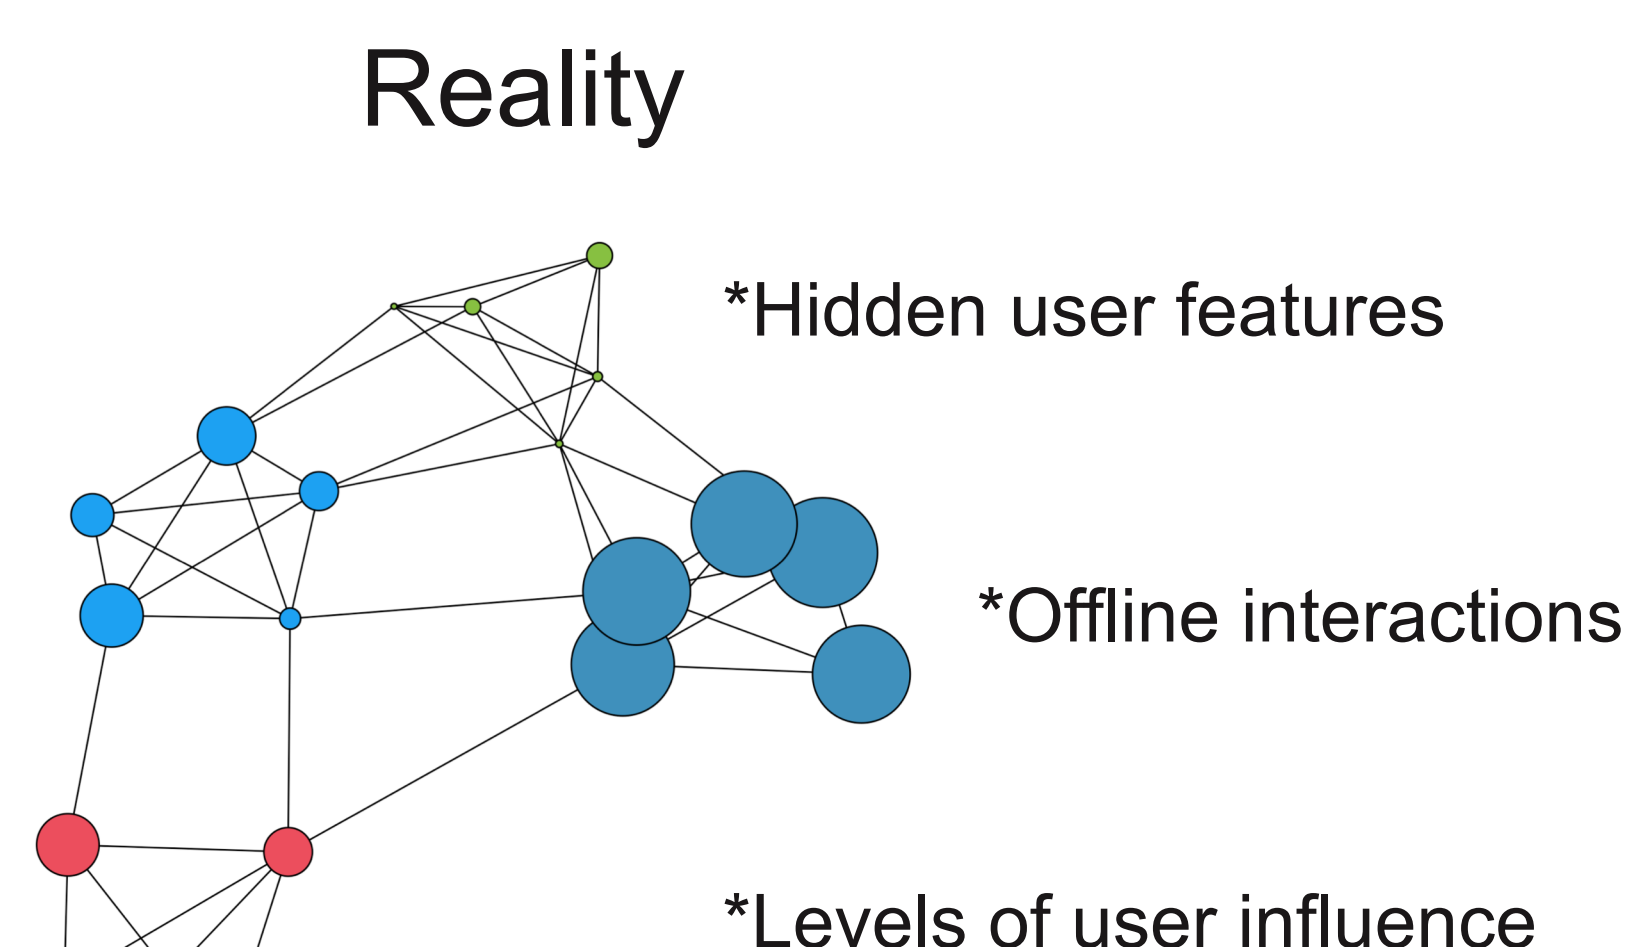 Reality
*Hidden user features
*Offline interactions
*Levels of user influence